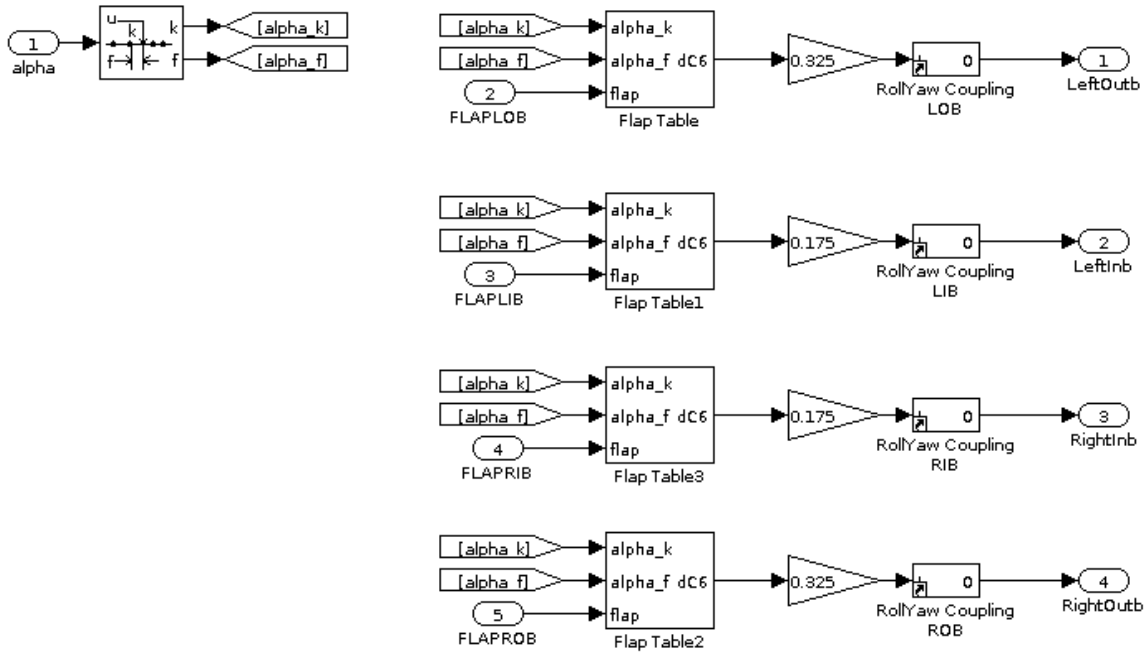 1
alpha
u
k
f
k
f
[alpha_k]
[alpha_f]
[alpha_k]
[alpha_f]
2
FLAPLOB
alpha_k
alpha_f dC6
flap
Flap Table
0.325
0
RollYaw Coupling
LOB
1
LeftOutb
[alpha_k]
[alpha_f]
3
FLAPLIB
alpha_k
alpha_f dC6
flap
Flap Table1
0.175
0
RollYaw Coupling
LIB
2
LeftInb
[alpha_k]
[alpha_f]
4
FLAPRIB
alpha_k
alpha_f dC6
flap
Flap Table3
0.175
0
RollYaw Coupling
RIB
3
RightInb
[alpha_k]
[alpha_f]
5
FLAPROB
alpha_k
alpha_f dC6
flap
Flap Table2
0.325
0
RollYaw Coupling
ROB
4
RightOutb